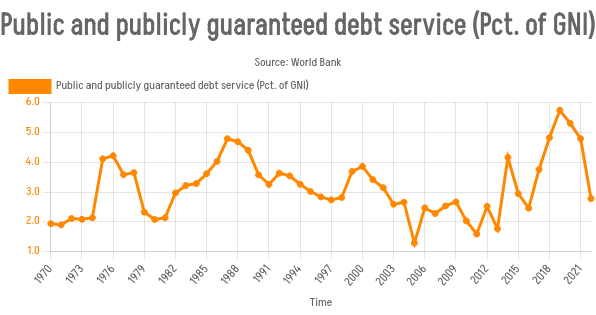 Public and publicly guaranteed debt service (Pct. of GNI)
Source: World Bank
Public and publicly guaranteed debt service (Pct. of GNI)
6.0
5.0
4.0
3.0
2.0
1.0
1970 1973 1976 1979 1982 1985 1988 1991 1994 1997 2000 2003 2006 2009 2012 2015 2018 2021
Time